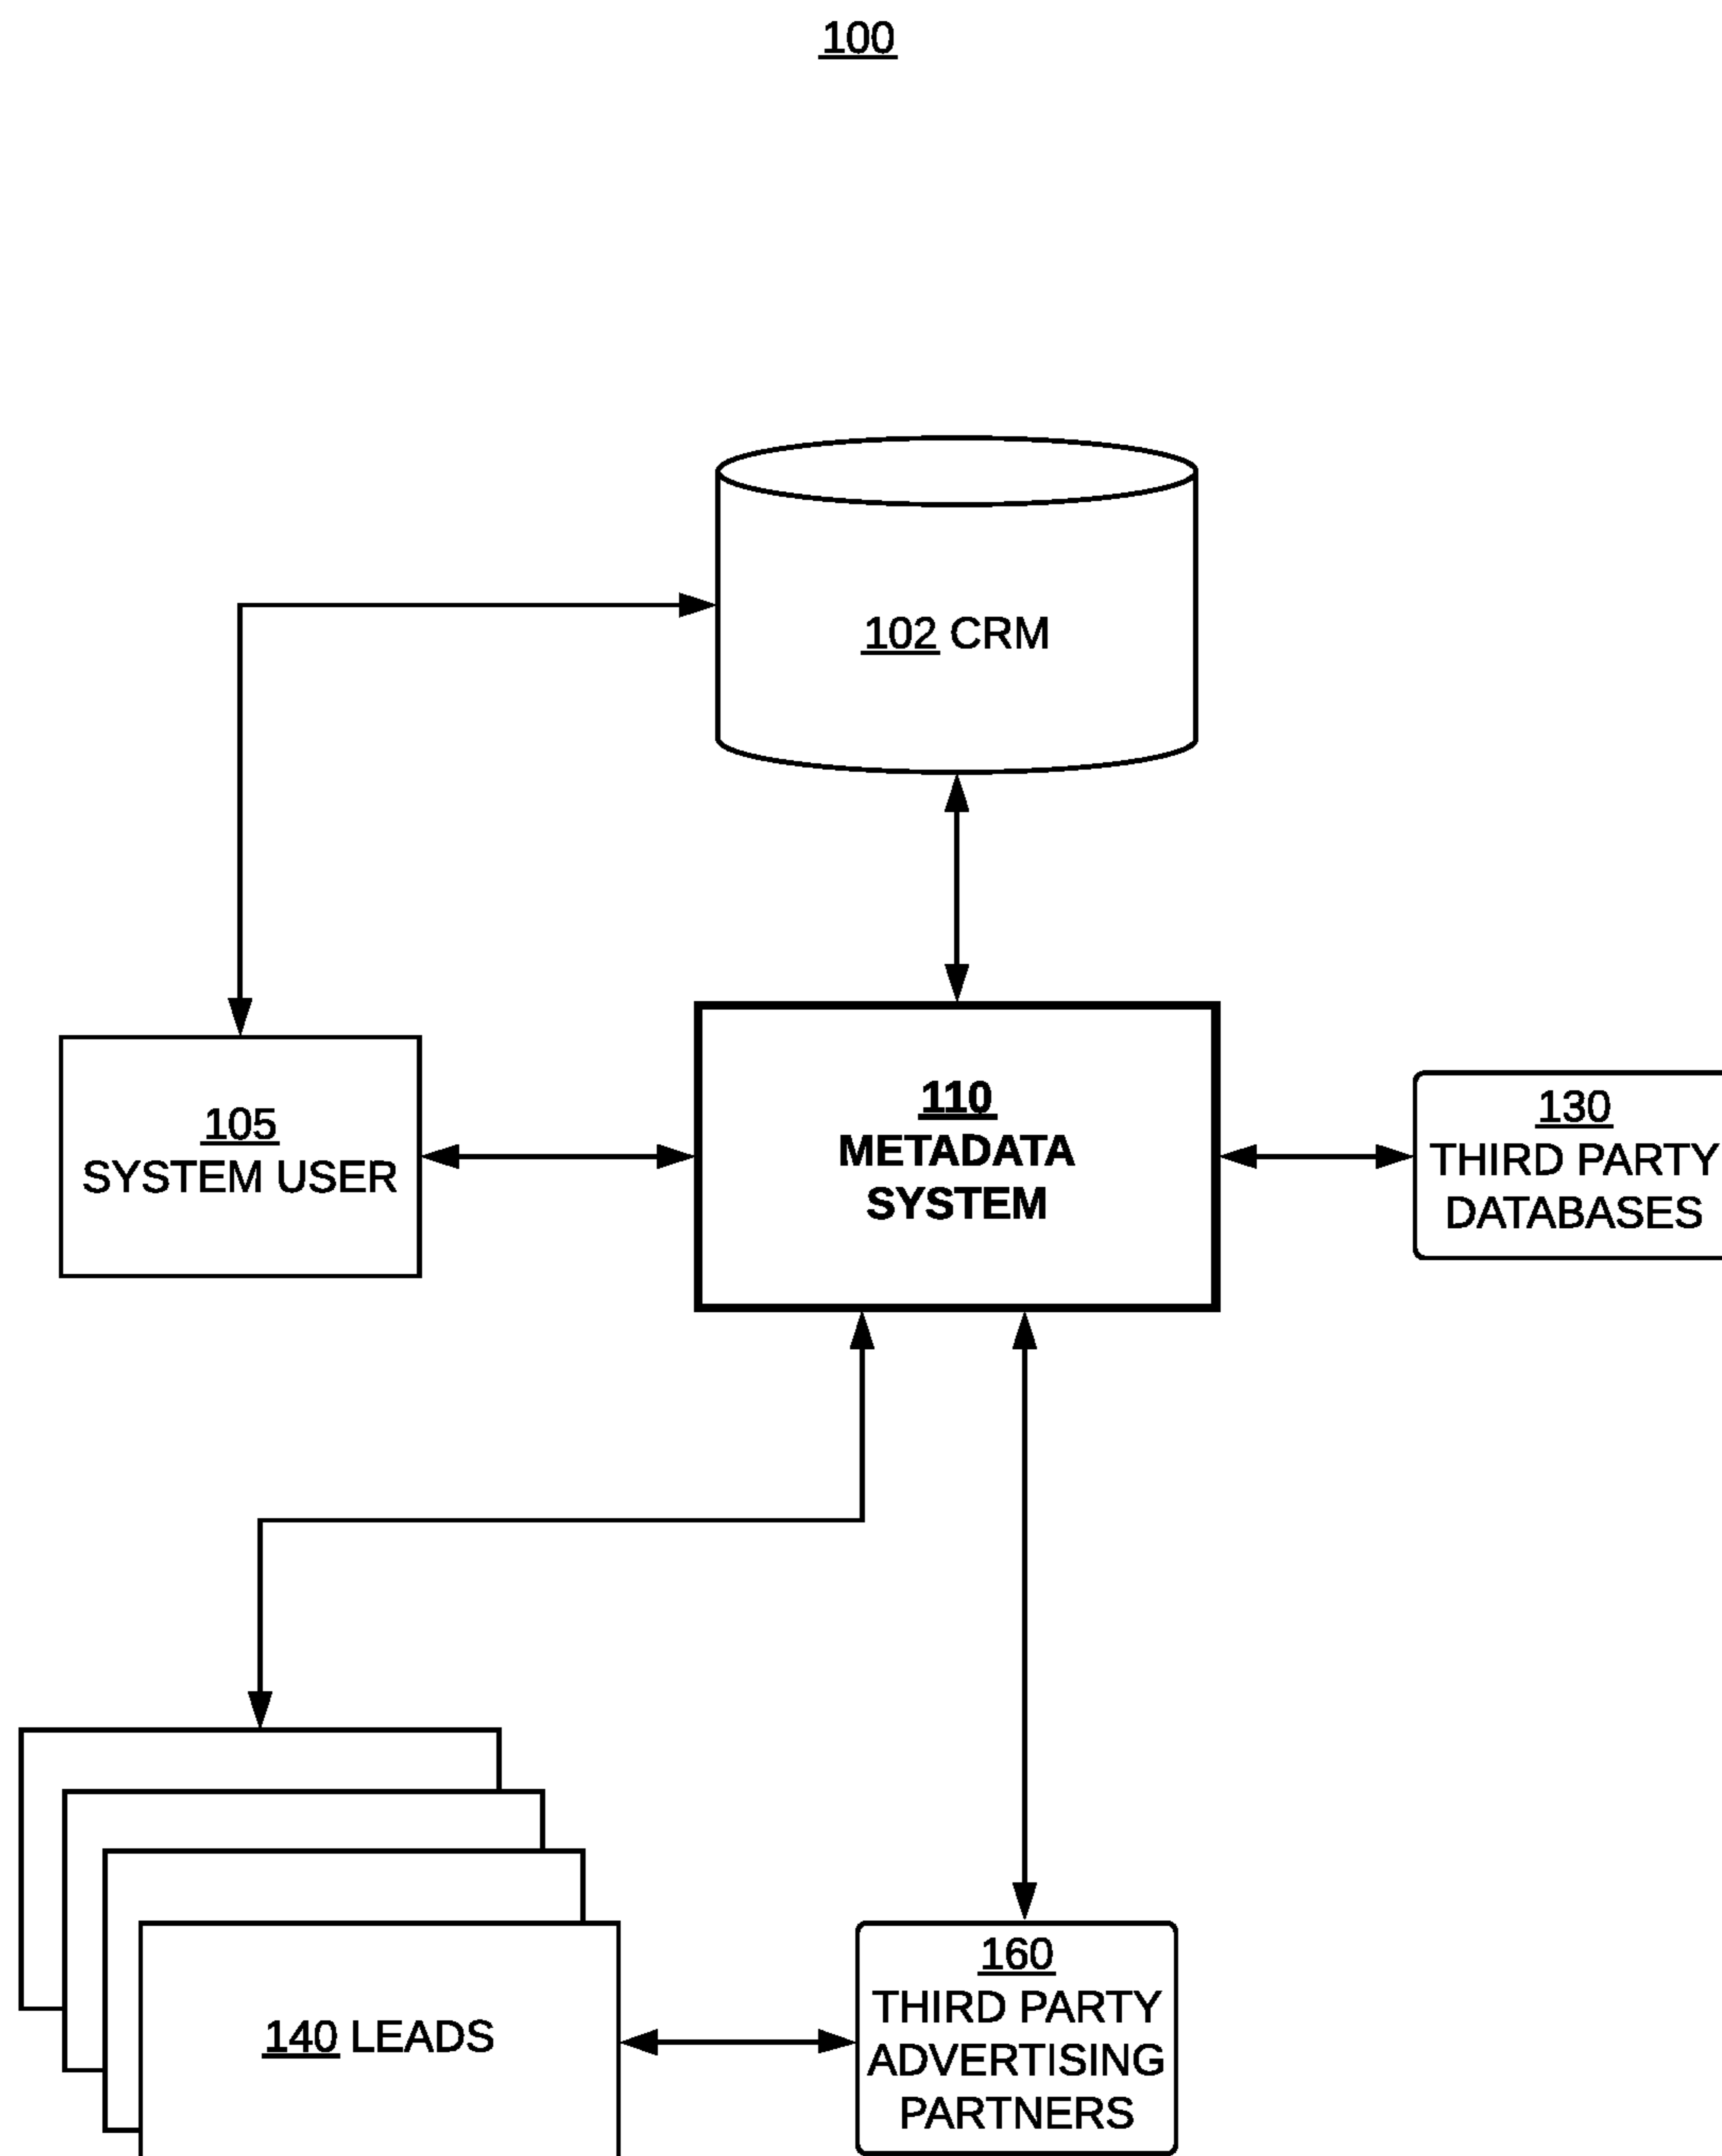 100
102 CRM
105
SYSTEM USER
110
METADATA
SYSTEM
130
THIRD PARTY
DATABASES
140 LEADS
160
THIRD PARTY
ADVERTISING
PARTNERS